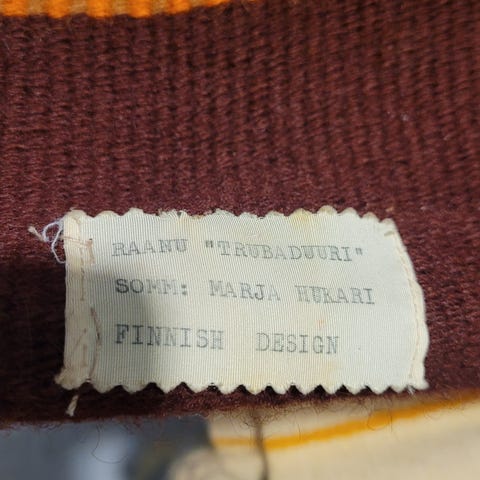 RAANU "TRUBADUURI"
SOMM: MARJA HUKARI
FINNISH DESIGN